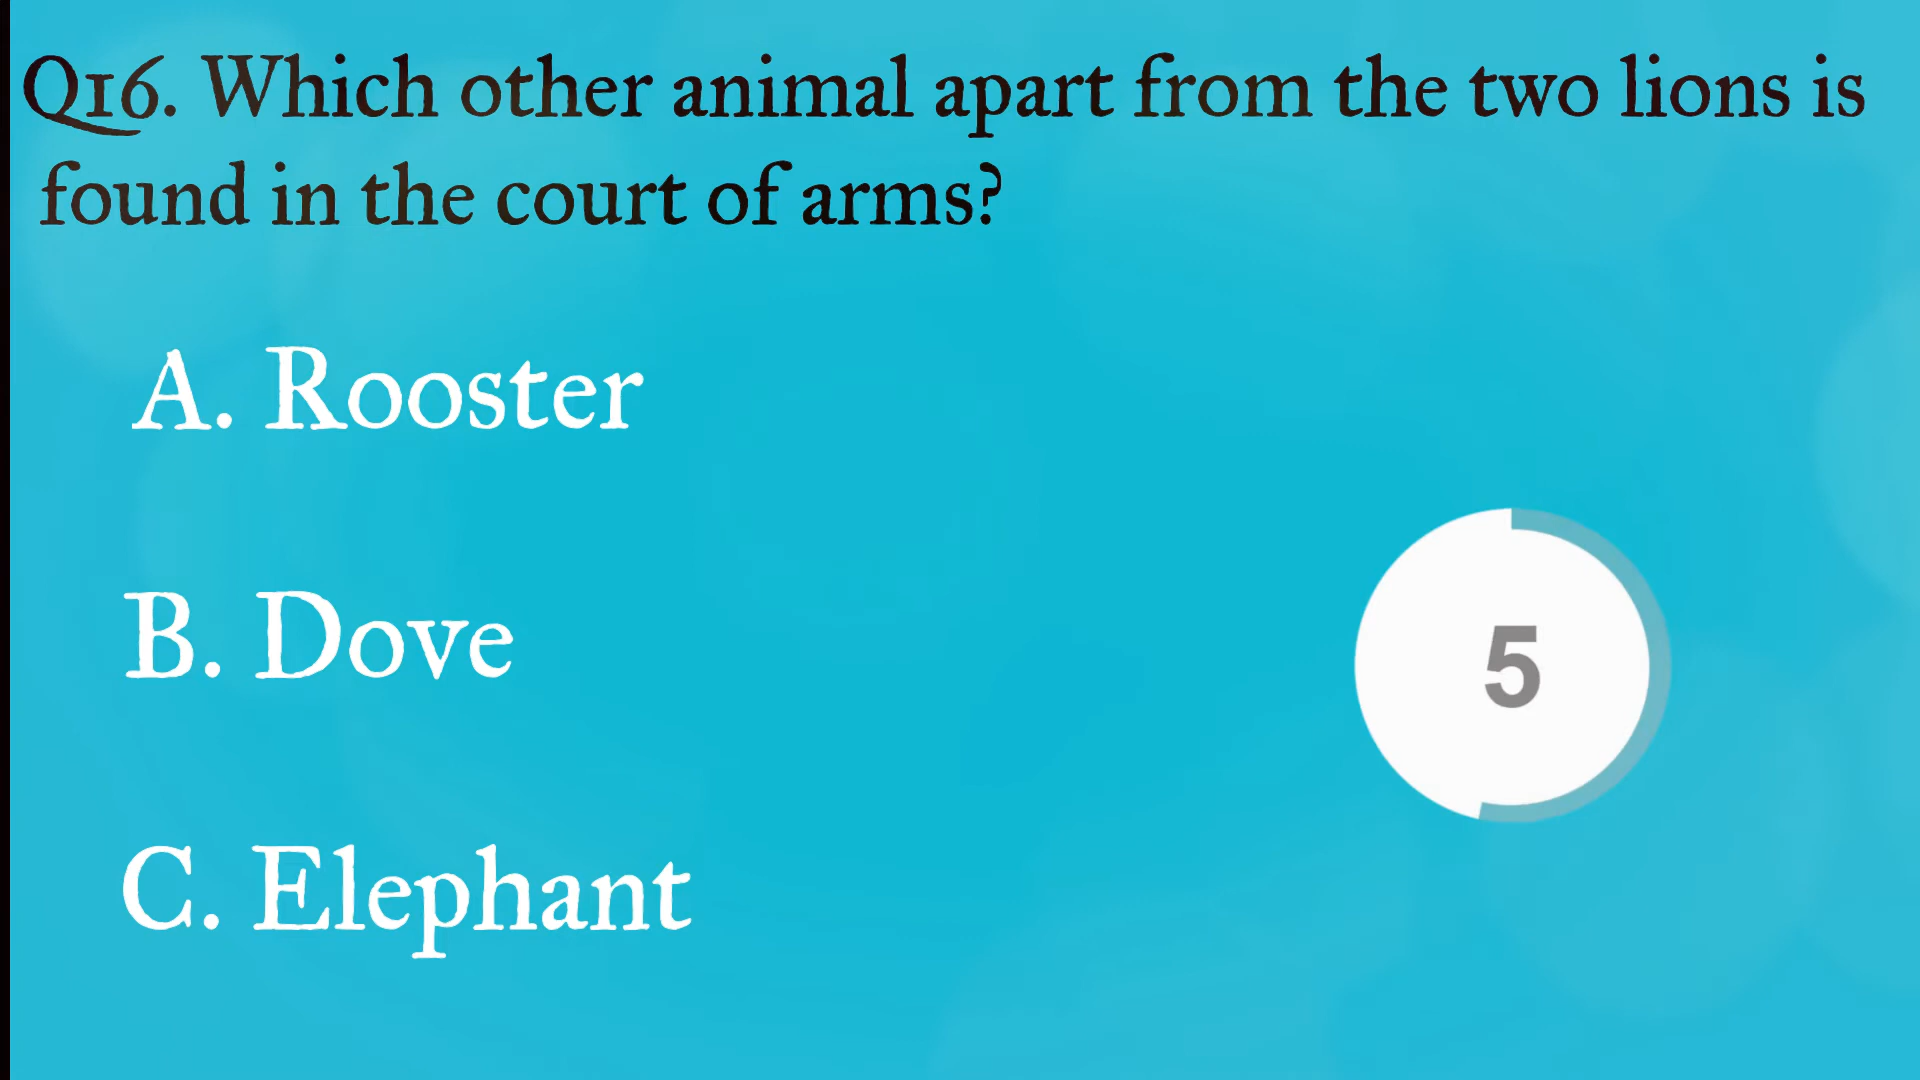 Q16. Which other animal apart from the two lions is
found in the court of arms?
A. Rooster
B. Dove
5
C. Elephant